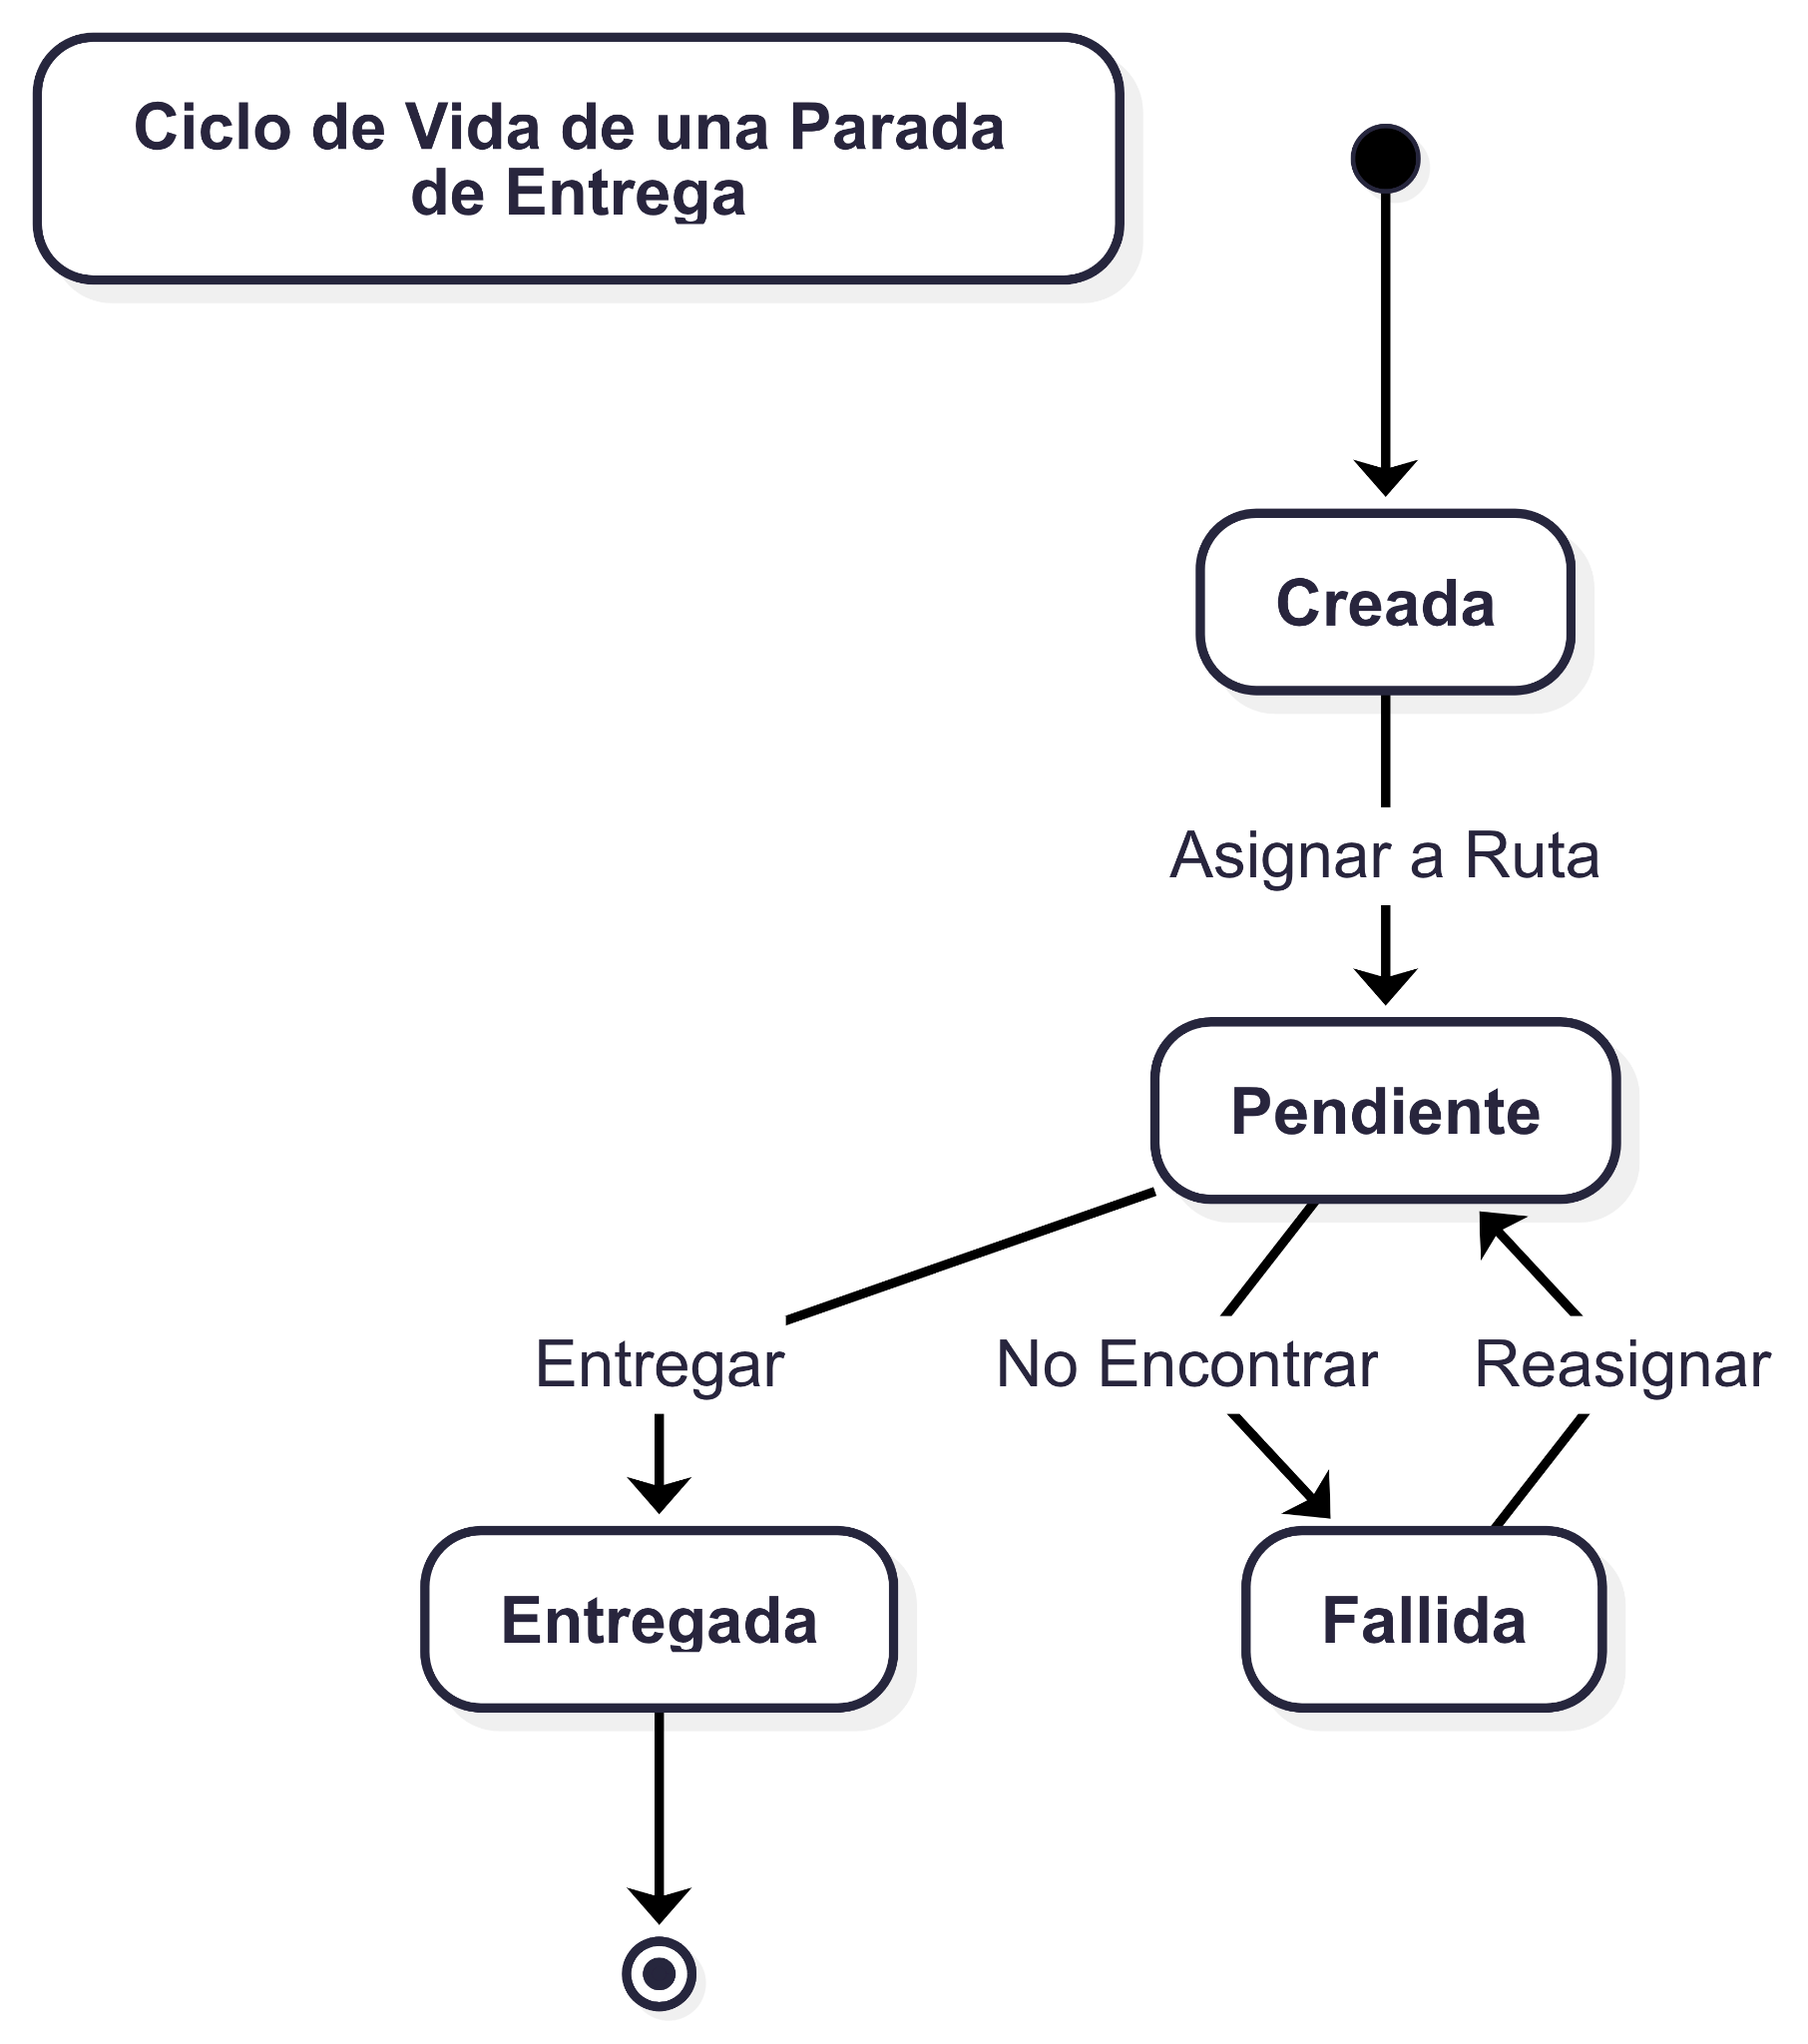 Ciclo de Vida de una Parada
de Entrega
Creada
Asignar a Ruta
Pendiente
Entregar
No Encontrar
Reasignar
Entregada
Fallida